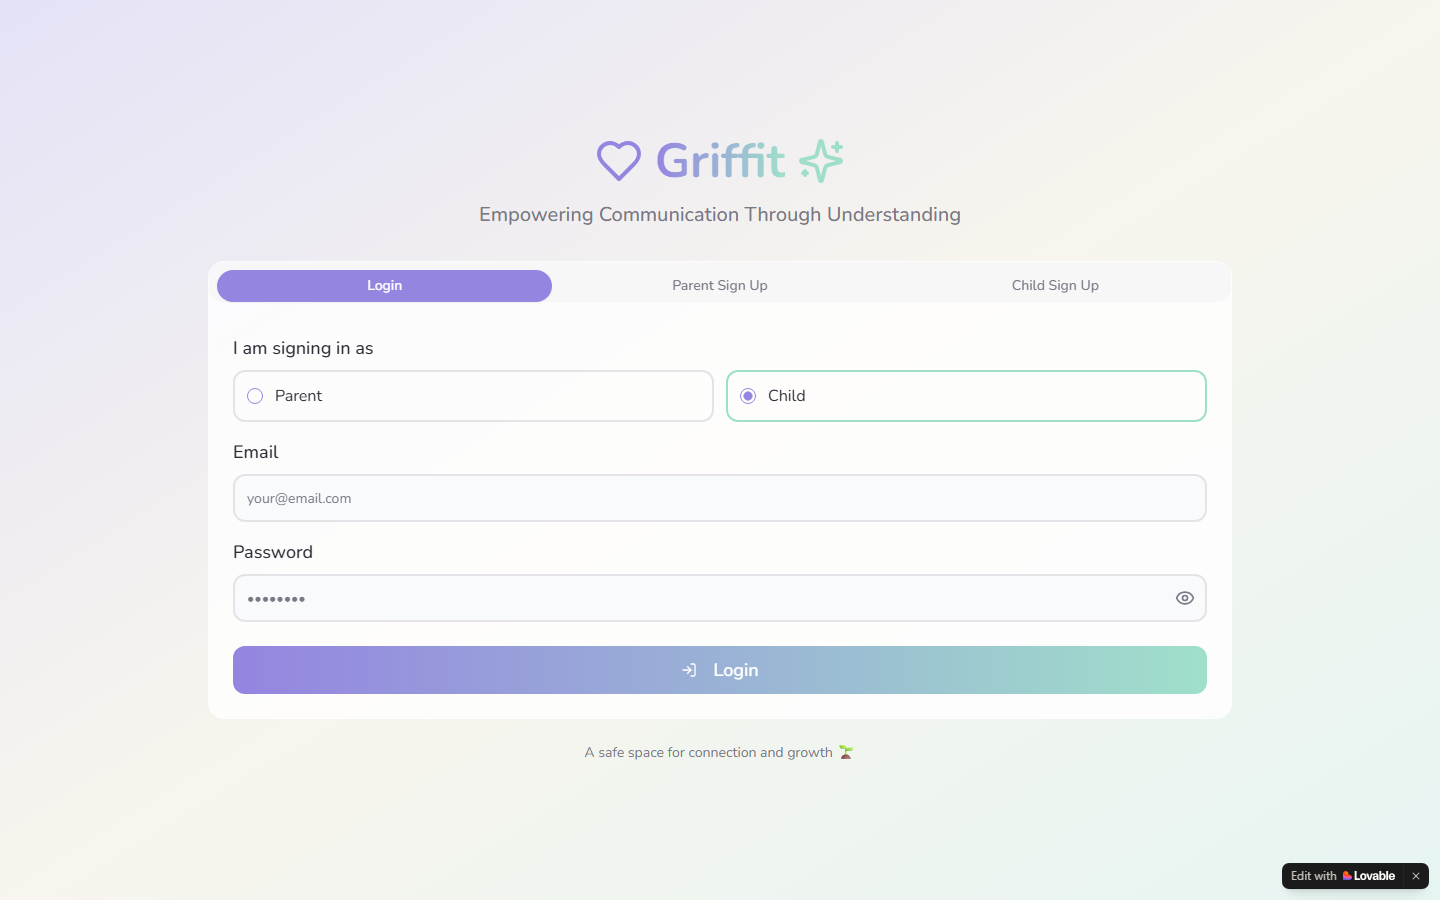 Griffit
Empowering Communication Through Understanding
Login Parent Sign Up Child Sign Up
I am signing in as
Parent Child
Email
your@email.com
Password
••••••••
Login
A safe space for connection and growth 🌱
Edit with Lovable ×